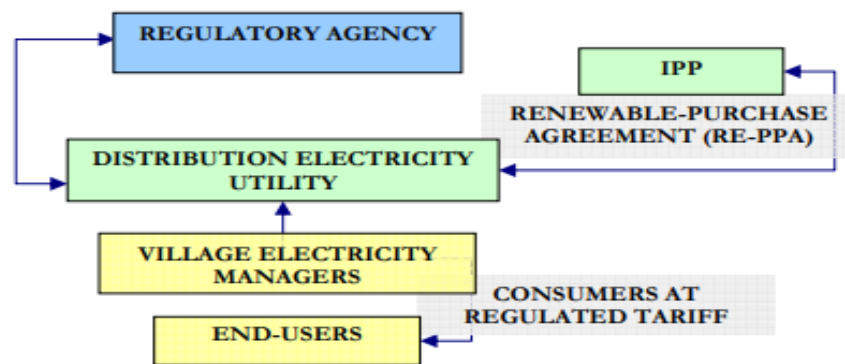 REGULATORY AGENCY
IPP
RENEWABLE-PURCHASE
AGREEMENT (RE-PPA)
DISTRIBUTION ELECTRICITY
UTILITY
VILLAGE ELECTRICITY
MANAGERS
CONSUMERS AT
REGULATED TARIFF
END-USERS